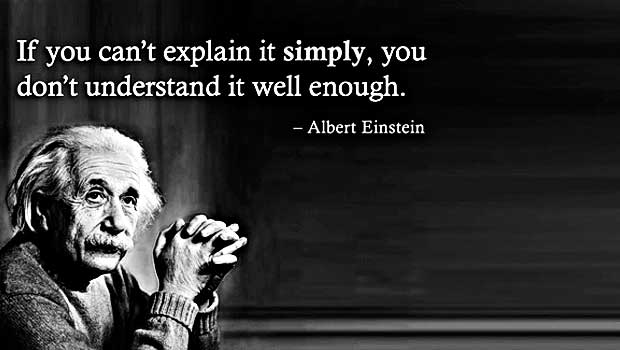 If you can’t explain it simply, you
don’t understand it well enough.
– Albert Einstein